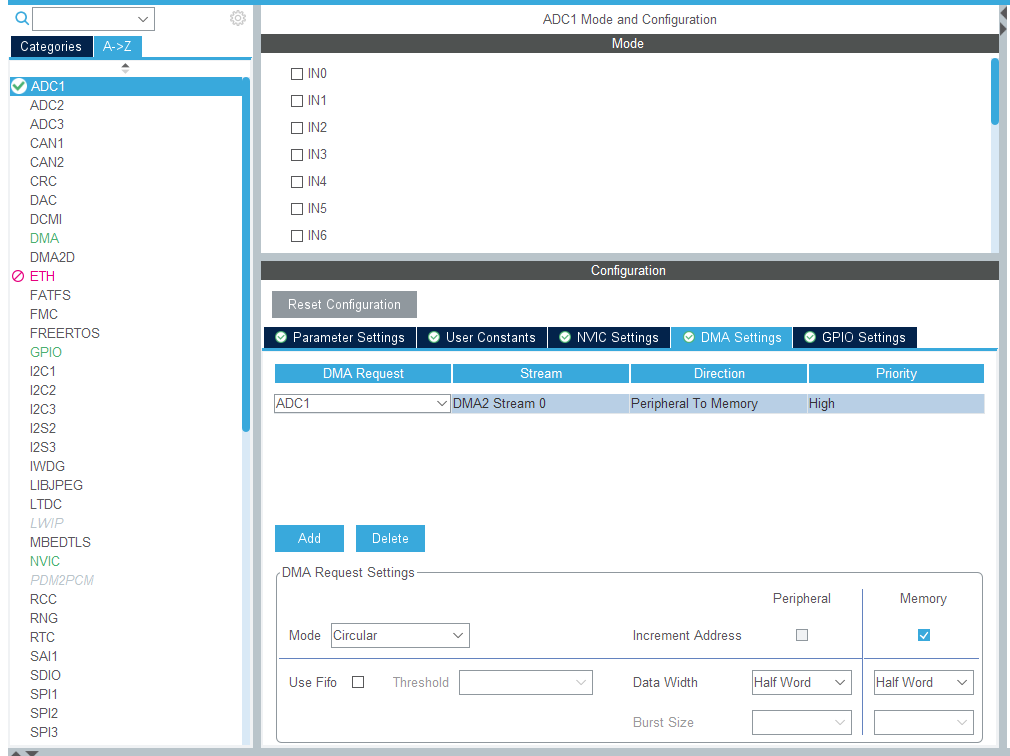 ADC1 Mode and Configuration
Categories
A->Z
Mode
ADC1
ADC2
ADC3
CAN1
CAN2
CRC
DAC
DCMI
DMA
DMA2D
ETH
FATFS
FMC
FREERTOS
GPIO
I2C1
I2C2
I2C3
I2S2
I2S3
IWDG
LIBJPEG
LTDC
LWIP
MBEDTLS
NVIC
PDM2PCM
RCC
RNG
RTC
SAI1
SDIO
SPI1
SPI2
SPI3
IN0
IN1
IN2
IN3
IN4
IN5
IN6
Configuration
Reset Configuration
Parameter Settings
User Constants
NVIC Settings
DMA Settings
GPIO Settings
DMA Request Stream Direction Priority
ADC1 DMA2 Stream 0 Peripheral To Memory High
Add Delete
DMA Request Settings
Peripheral Memory
Mode Circular Increment Address
Use Fifo Threshold Data Width Half Word Half Word
Burst Size